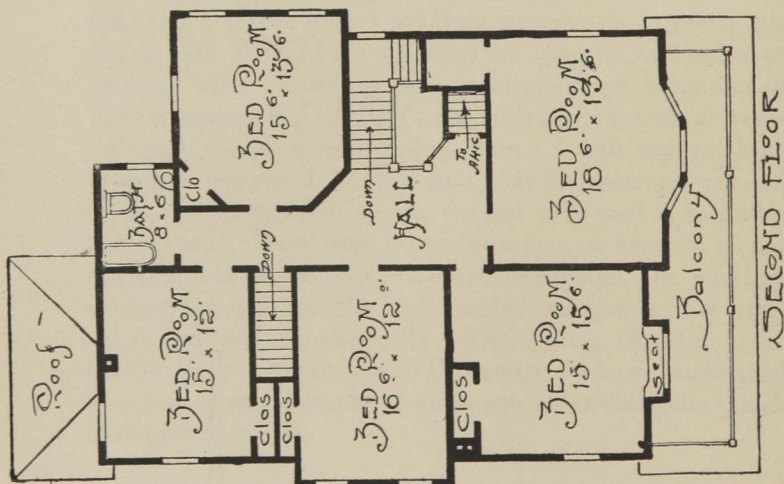 BED ROOM
15'6" × 13'6"
BED ROOM
18'6" × 13'6"
Clo
BATH
8 × 6
DOWN
HALL
TO
Attic
DOWN
Roof
BED ROOM
15' × 12'
BED ROOM
16'6" × 12'0"
BED ROOM
15' × 15'6"
CLOS
CLOS
CLOS
Seat
Balcony
SECOND FLOOR